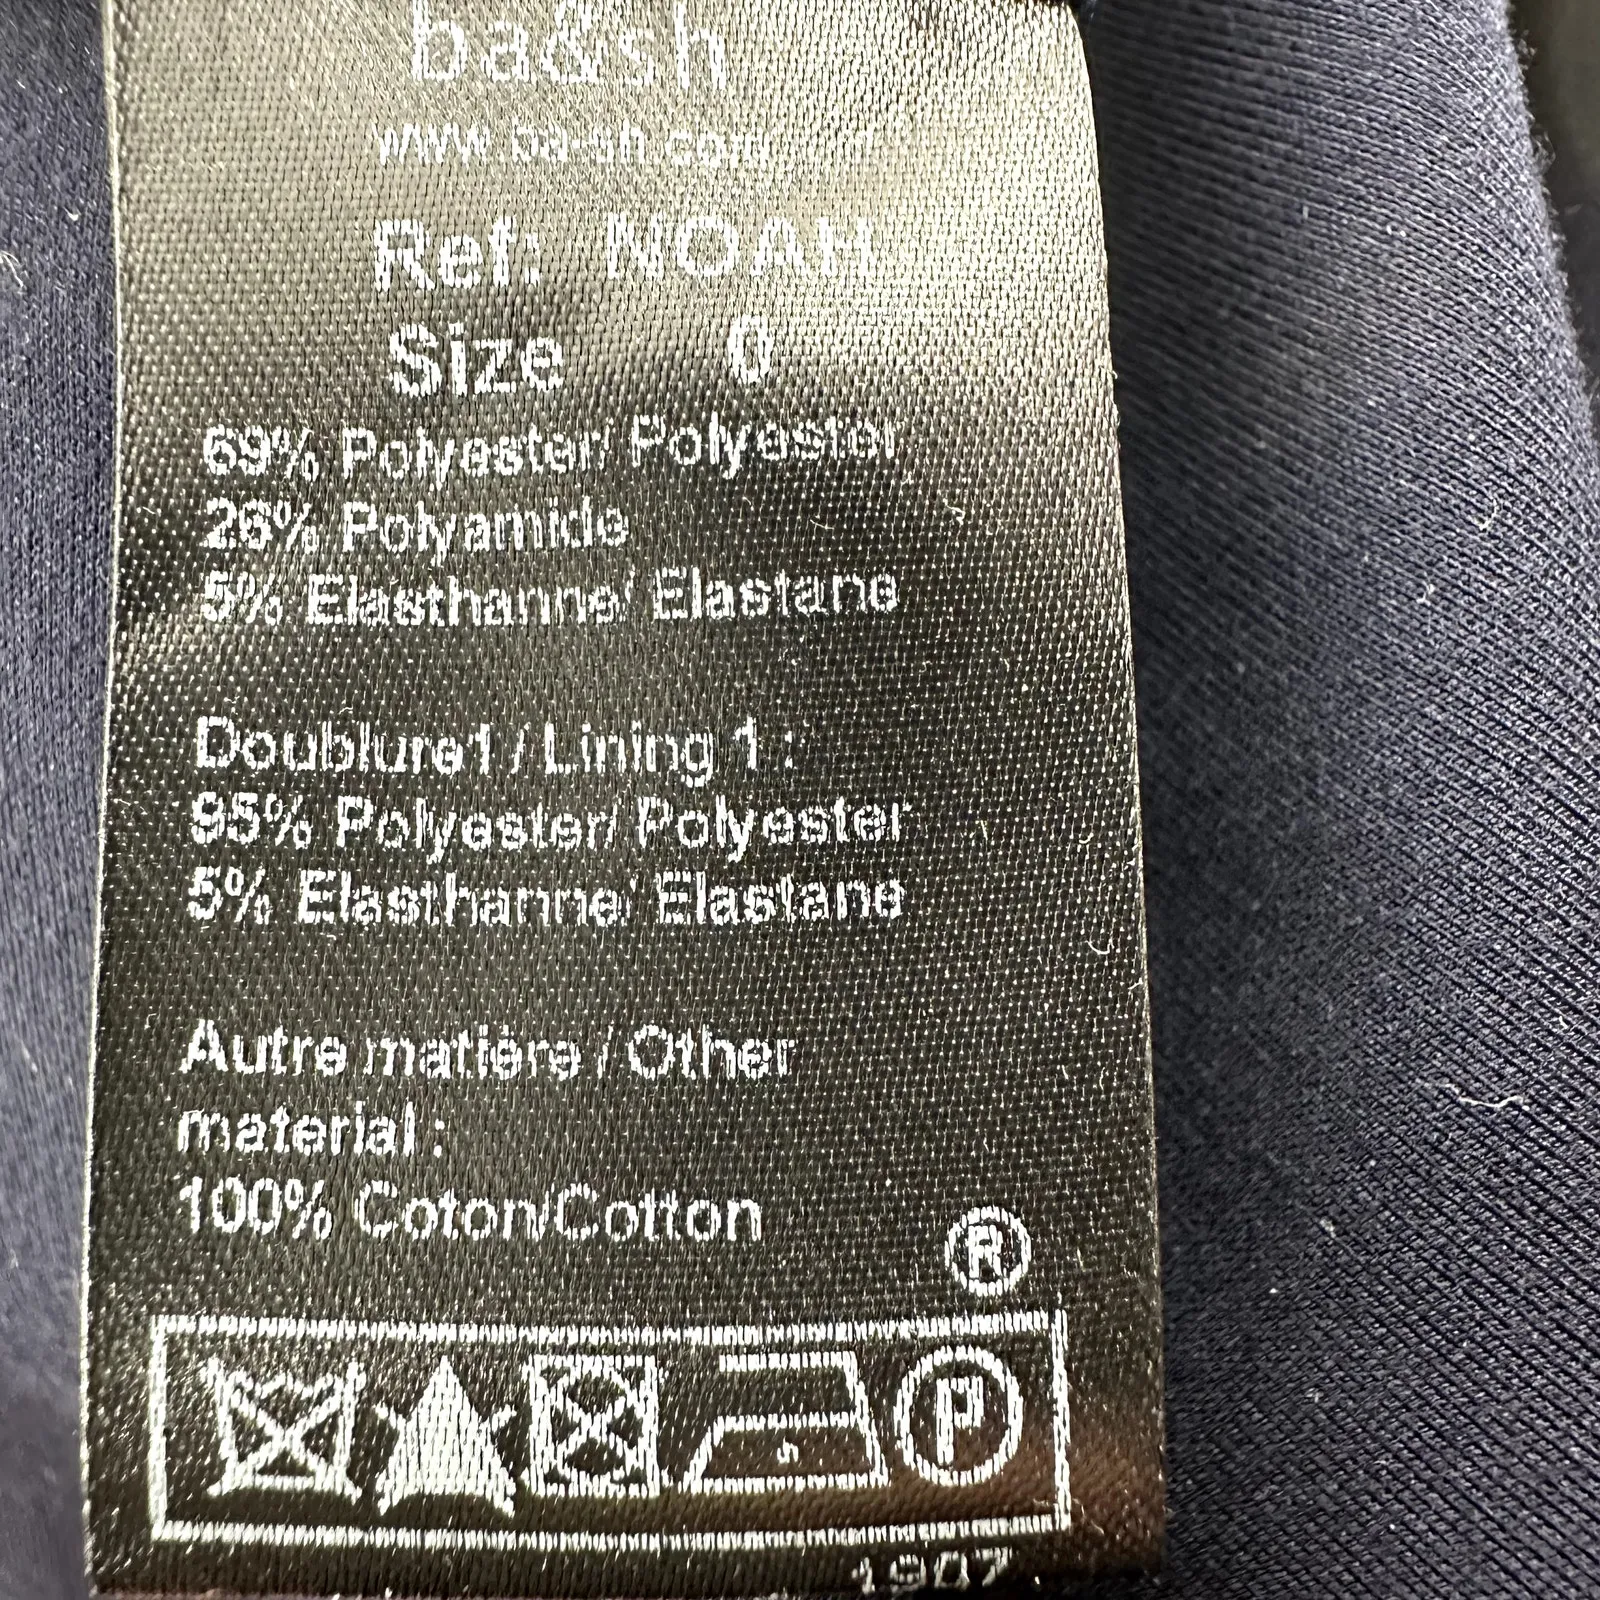 ba&sh
www.ba-sh.com
Ref: NOAH
Size 0
69% Polyester/ Polyester
26% Polyamide
5% Elasthanne/ Elastane
Doublure1 / Lining 1 :
95% Polyester/ Polyester
5% Elasthanne/ Elastane
Autre matière / Other
material :
100% Coton/Cotton
®
P
1907